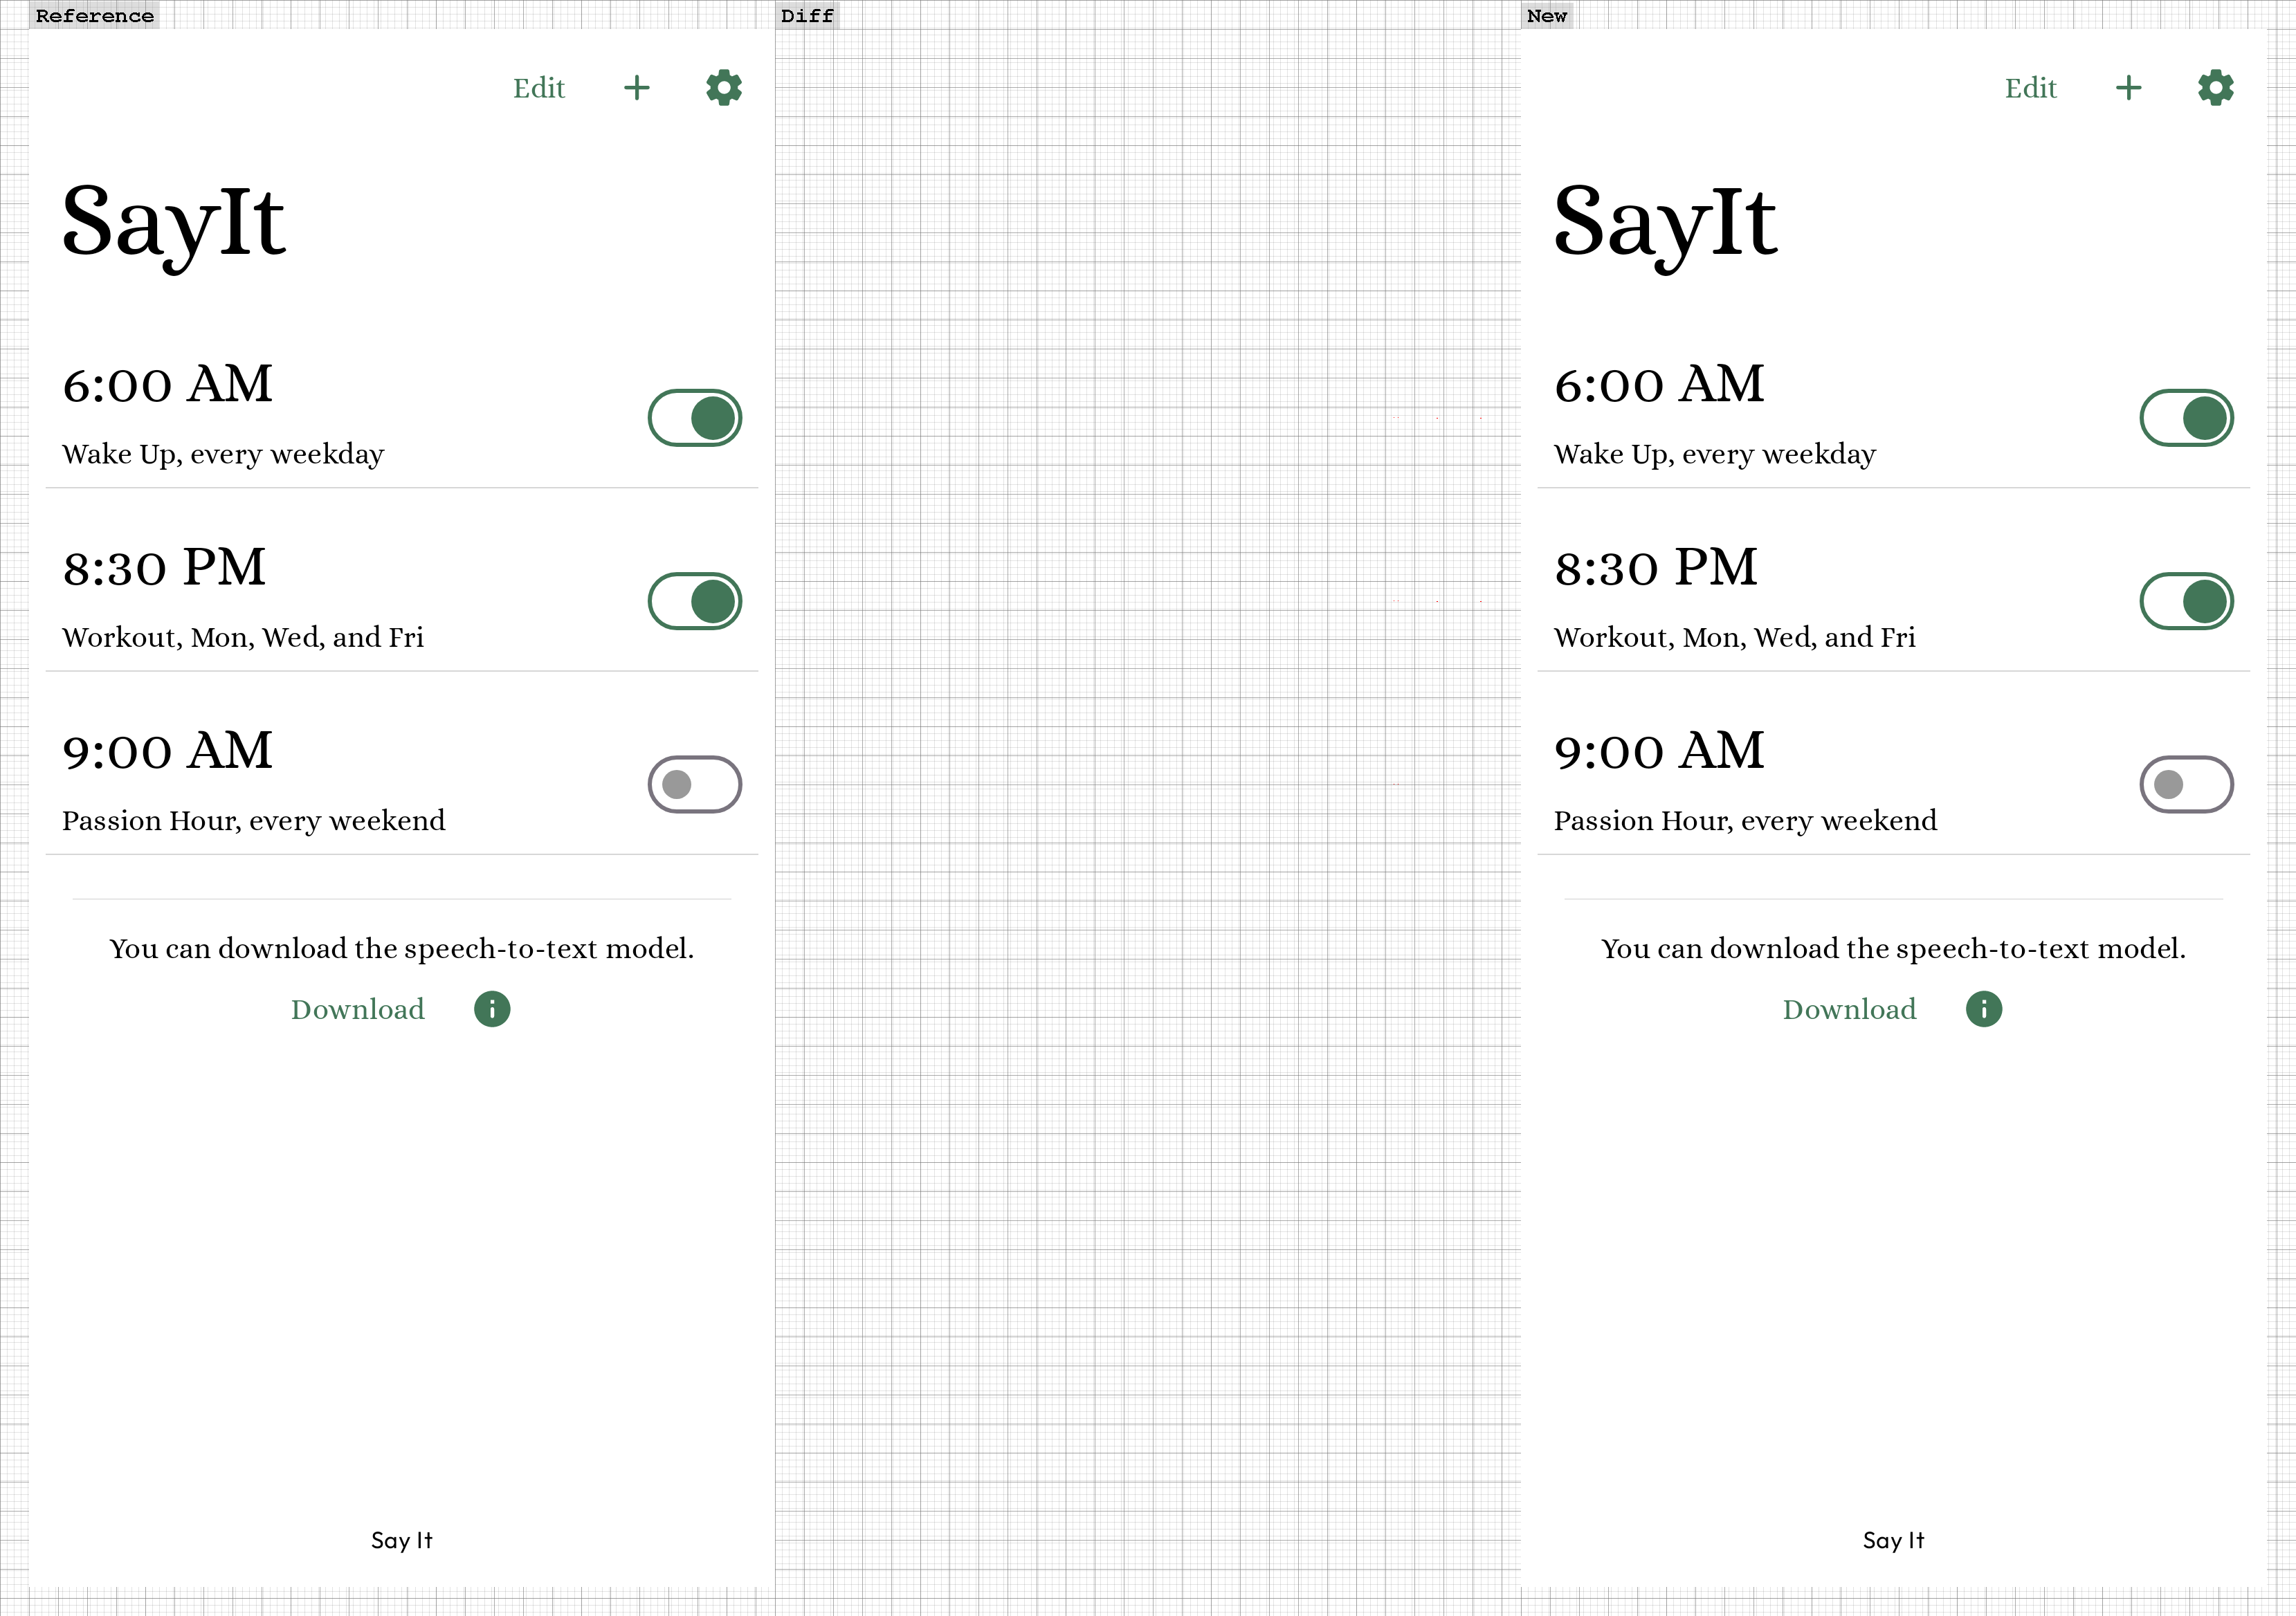 Reference
Diff
New
Edit
SayIt
6:00 AM
Wake Up, every weekday
8:30 PM
Workout, Mon, Wed, and Fri
9:00 AM
Passion Hour, every weekend
You can download the speech-to-text model.
Download
Say It
Edit
SayIt
6:00 AM
Wake Up, every weekday
8:30 PM
Workout, Mon, Wed, and Fri
9:00 AM
Passion Hour, every weekend
You can download the speech-to-text model.
Download
Say It